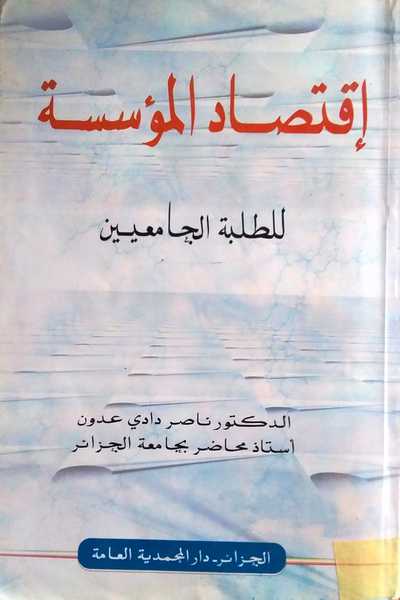 إقتصاد المؤسسة
للطلبة الجامعيين
الدكتور ناصر دادي عدون
أستاذ محاضر بجامعة الجزائر
الجزائر - دار المحمدية العامة